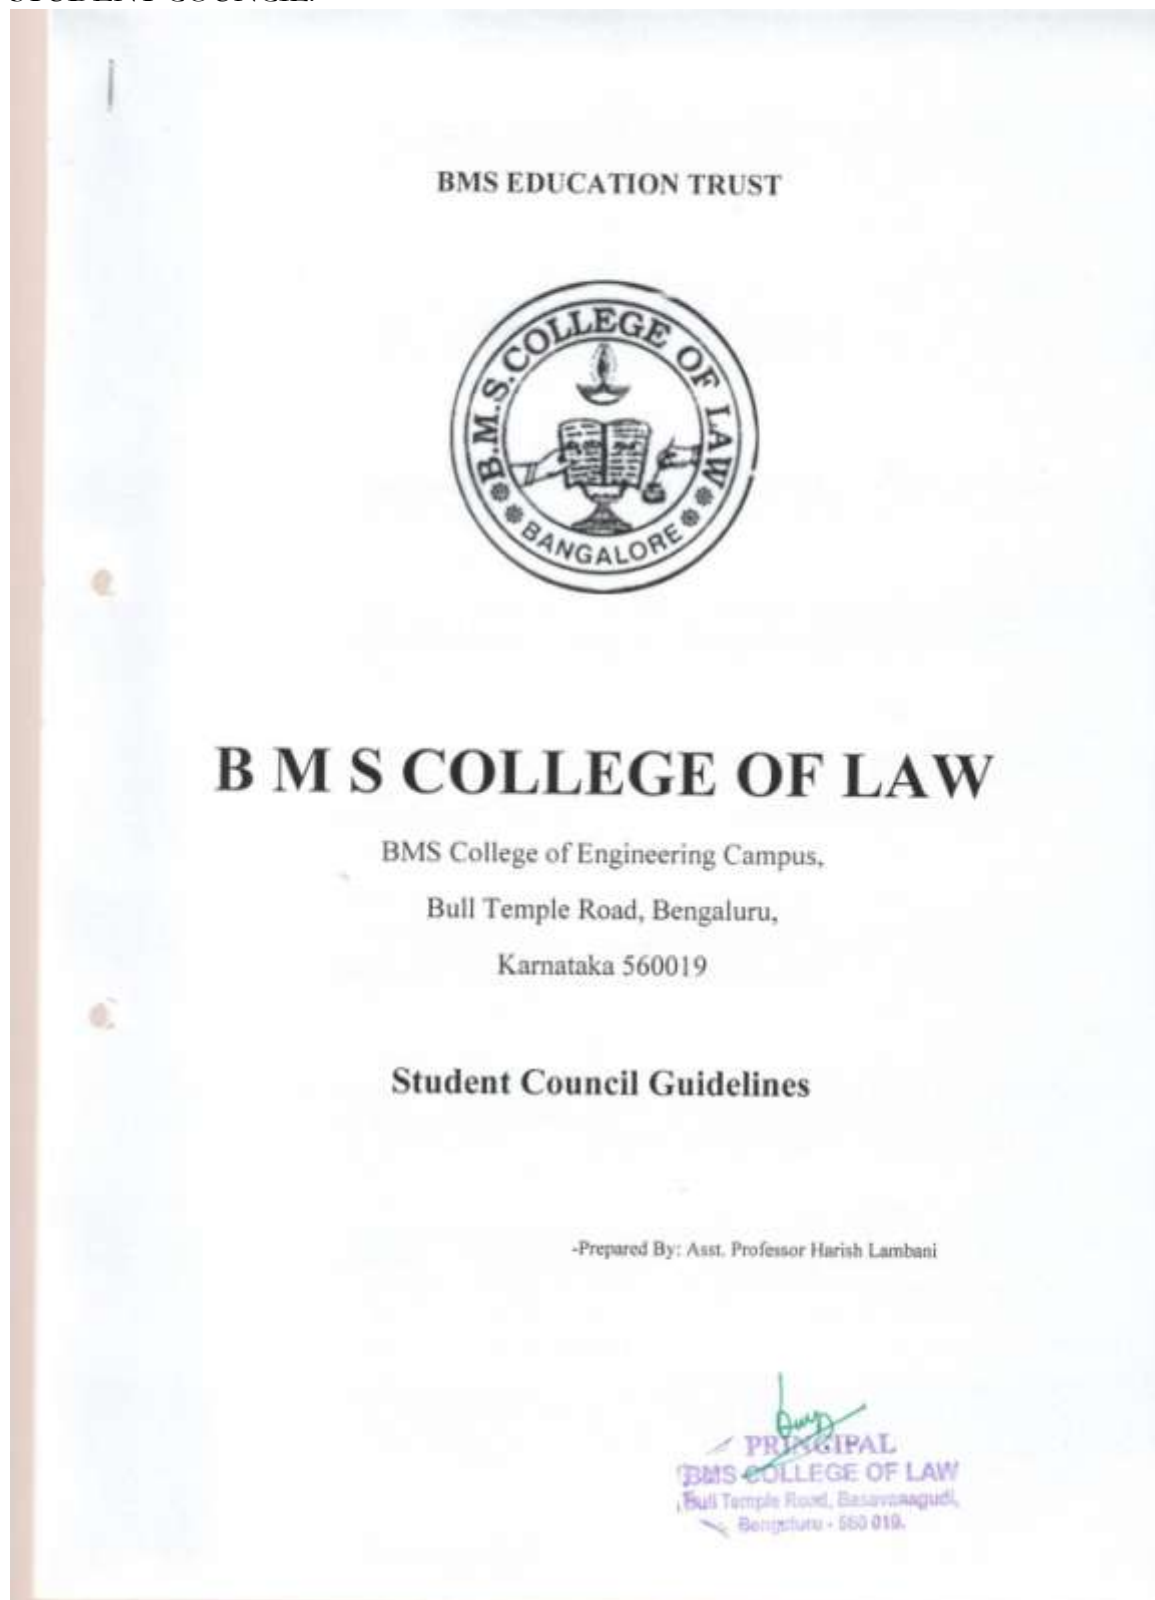 STUDENT COUNCIL.
BMS EDUCATION TRUST
B.M.S. COLLEGE OF LAW
BANGALORE
B M S COLLEGE OF LAW
BMS College of Engineering Campus,
Bull Temple Road, Bengaluru,
Karnataka 560019
Student Council Guidelines
-Prepared By: Asst. Professor Harish Lambani
PRINCIPAL
BMS COLLEGE OF LAW
Bull Temple Road, Basavanagudi,
Bengaluru - 560 019.